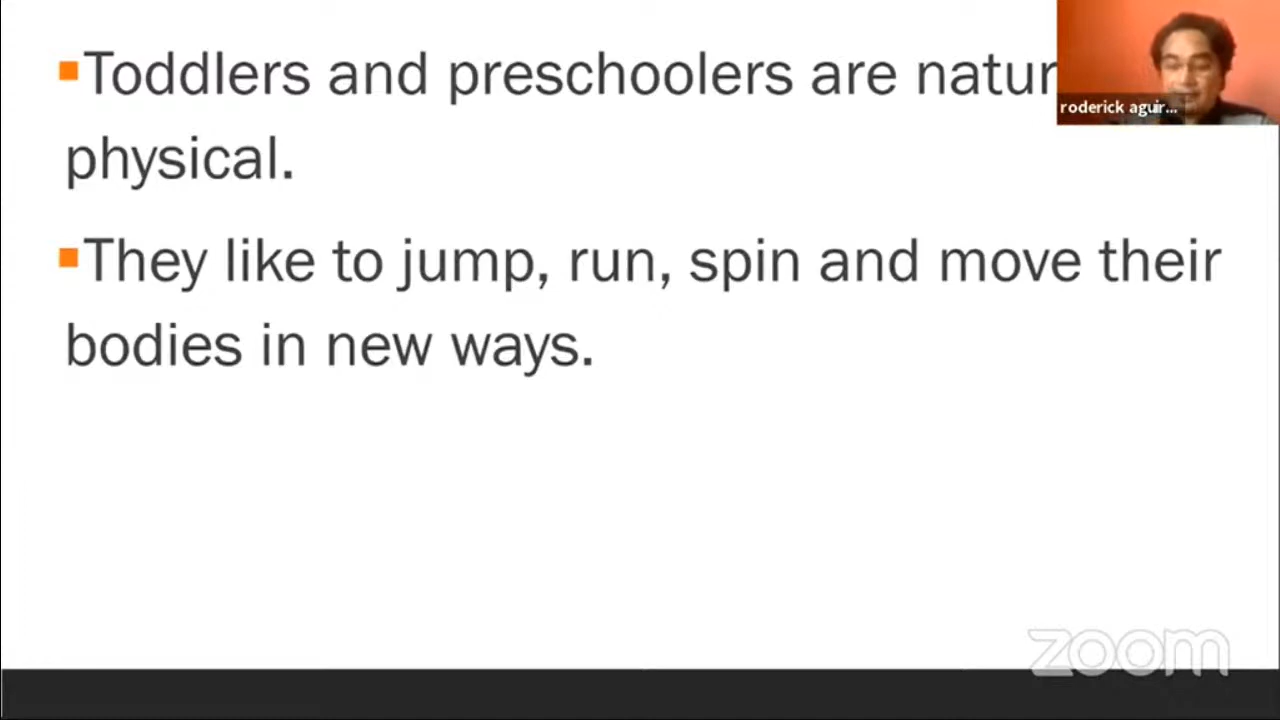 ▪Toddlers and preschoolers are natur
physical.
▪They like to jump, run, spin and move their
bodies in new ways.
roderick aguir...
zoom